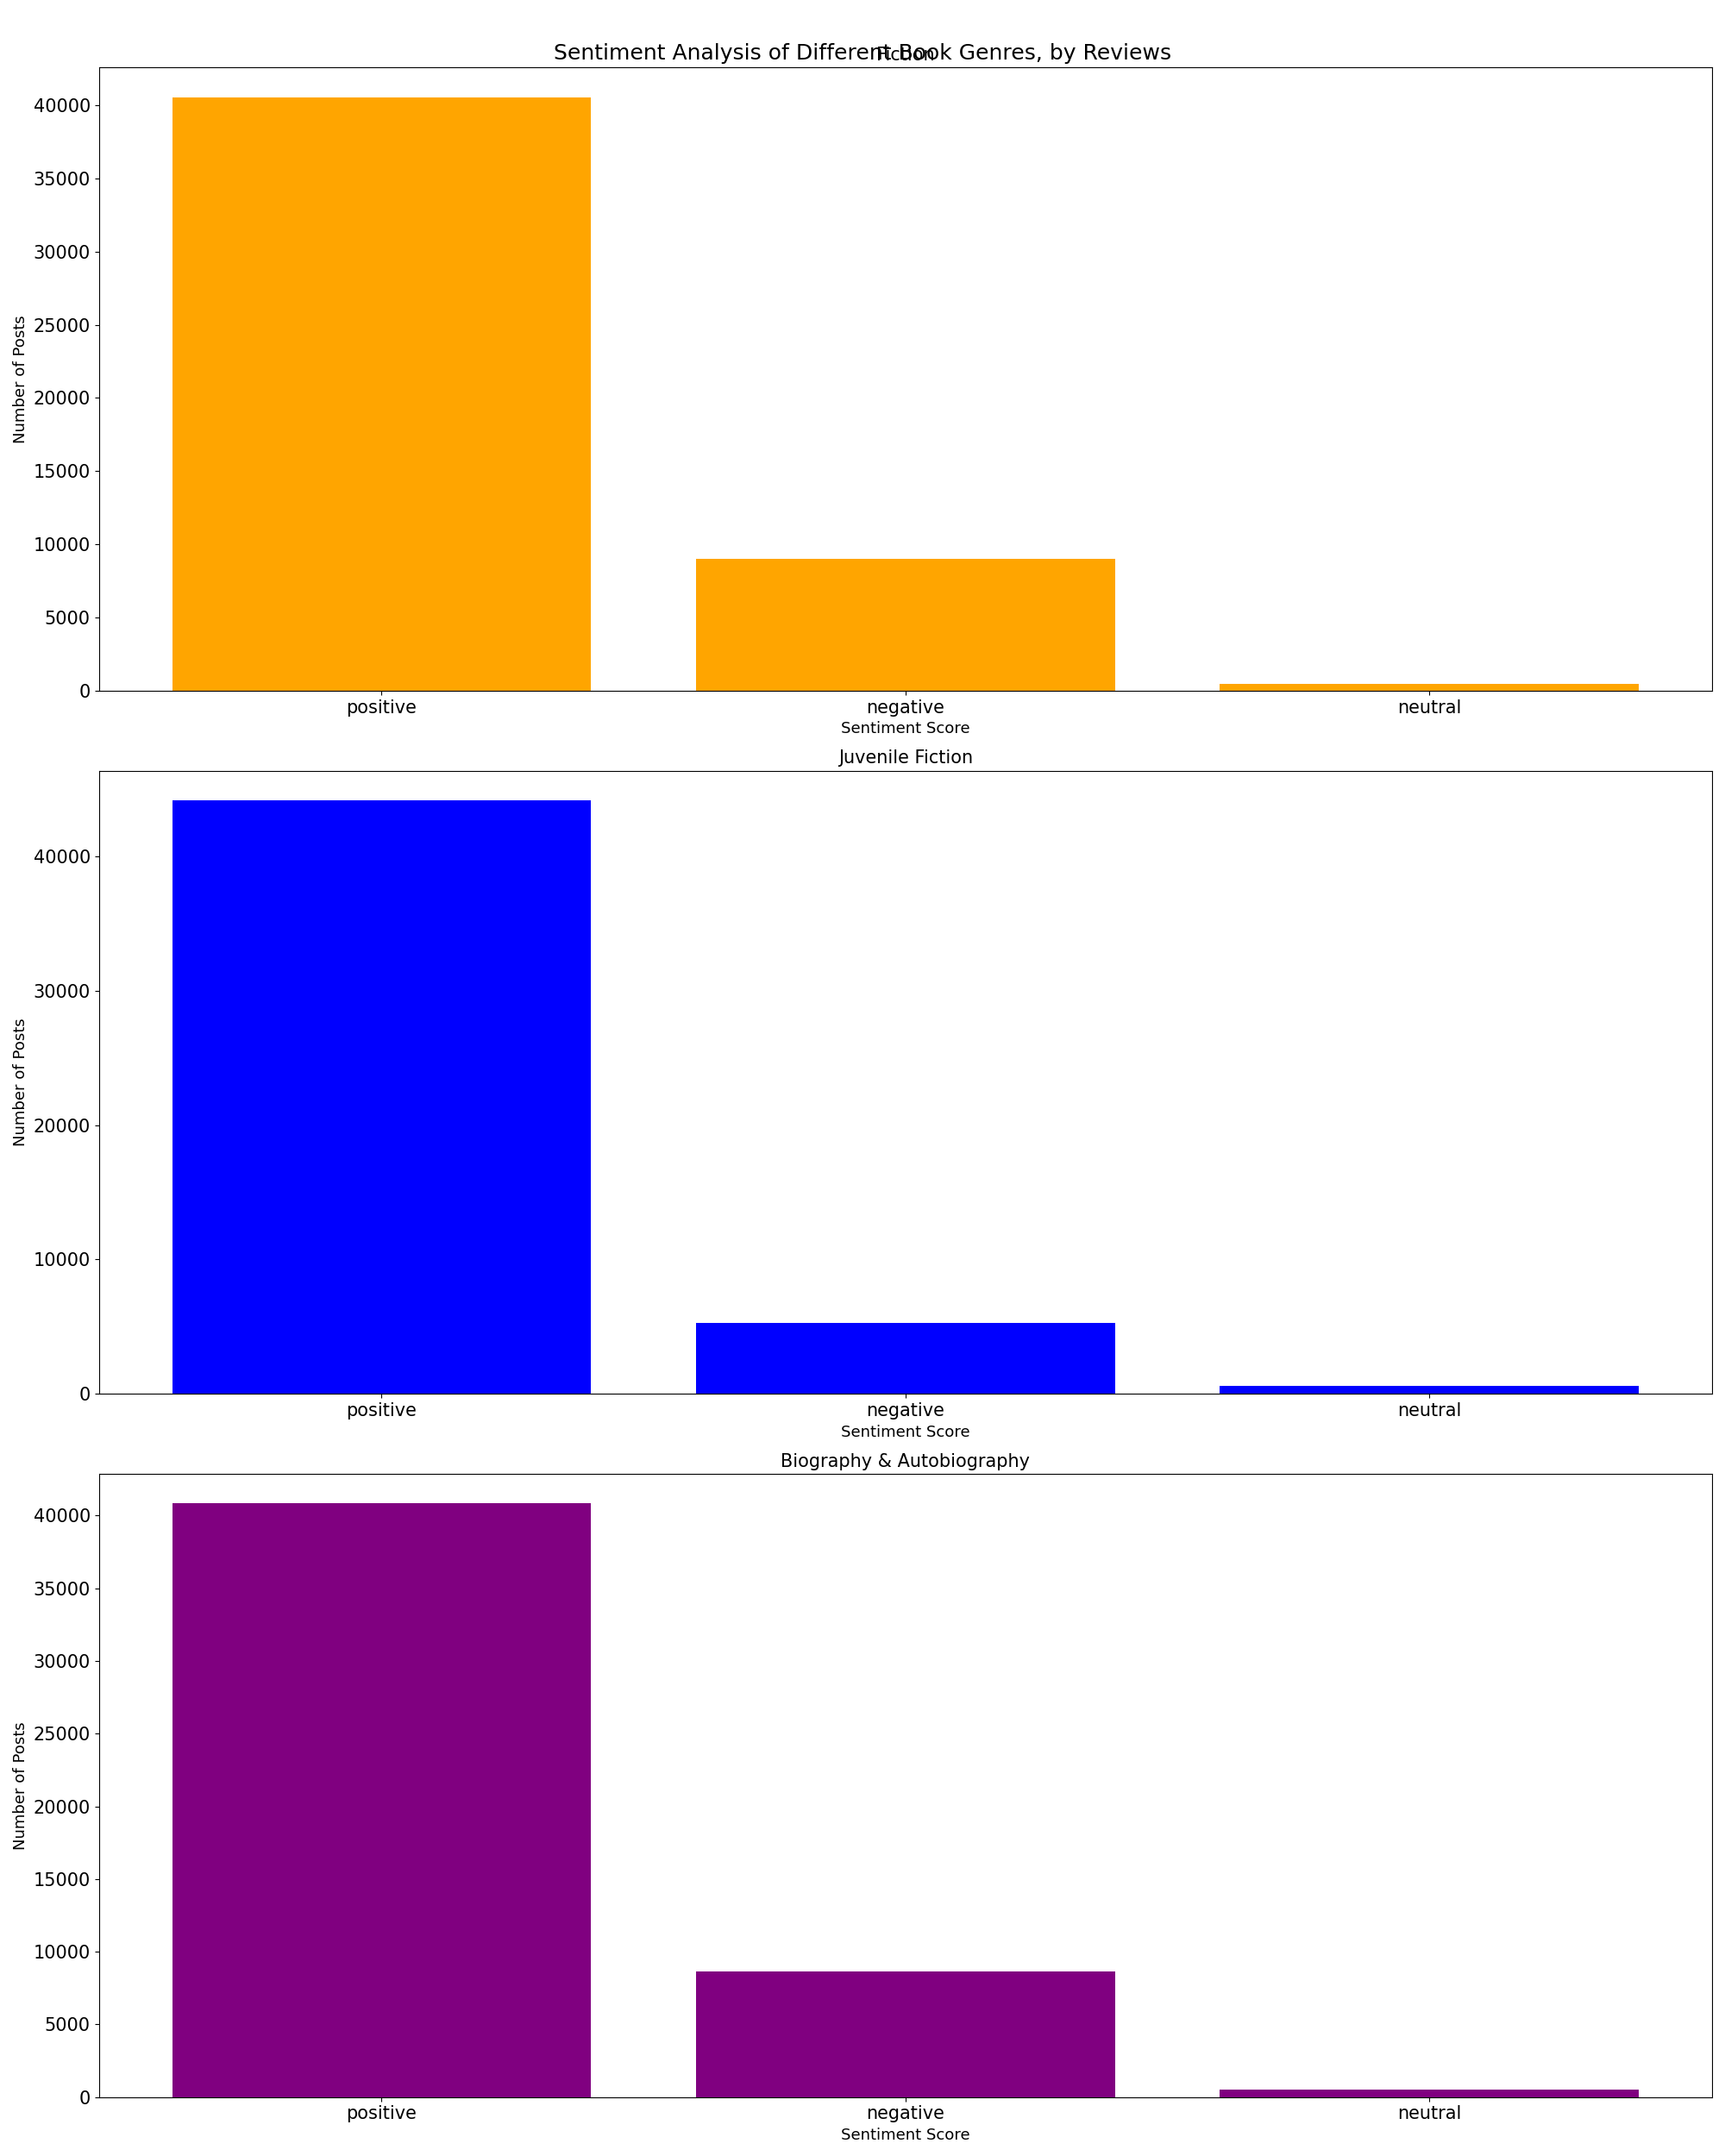 Sentiment Analysis of Different Book Genres, by Reviews
Fiction
40000
35000
30000
25000
20000
15000
10000
5000
0
Number of Posts
positive negative neutral
Sentiment Score
Juvenile Fiction
40000
30000
20000
10000
0
Number of Posts
positive negative neutral
Sentiment Score
Biography & Autobiography
40000
35000
30000
25000
20000
15000
10000
5000
0
Number of Posts
positive negative neutral
Sentiment Score